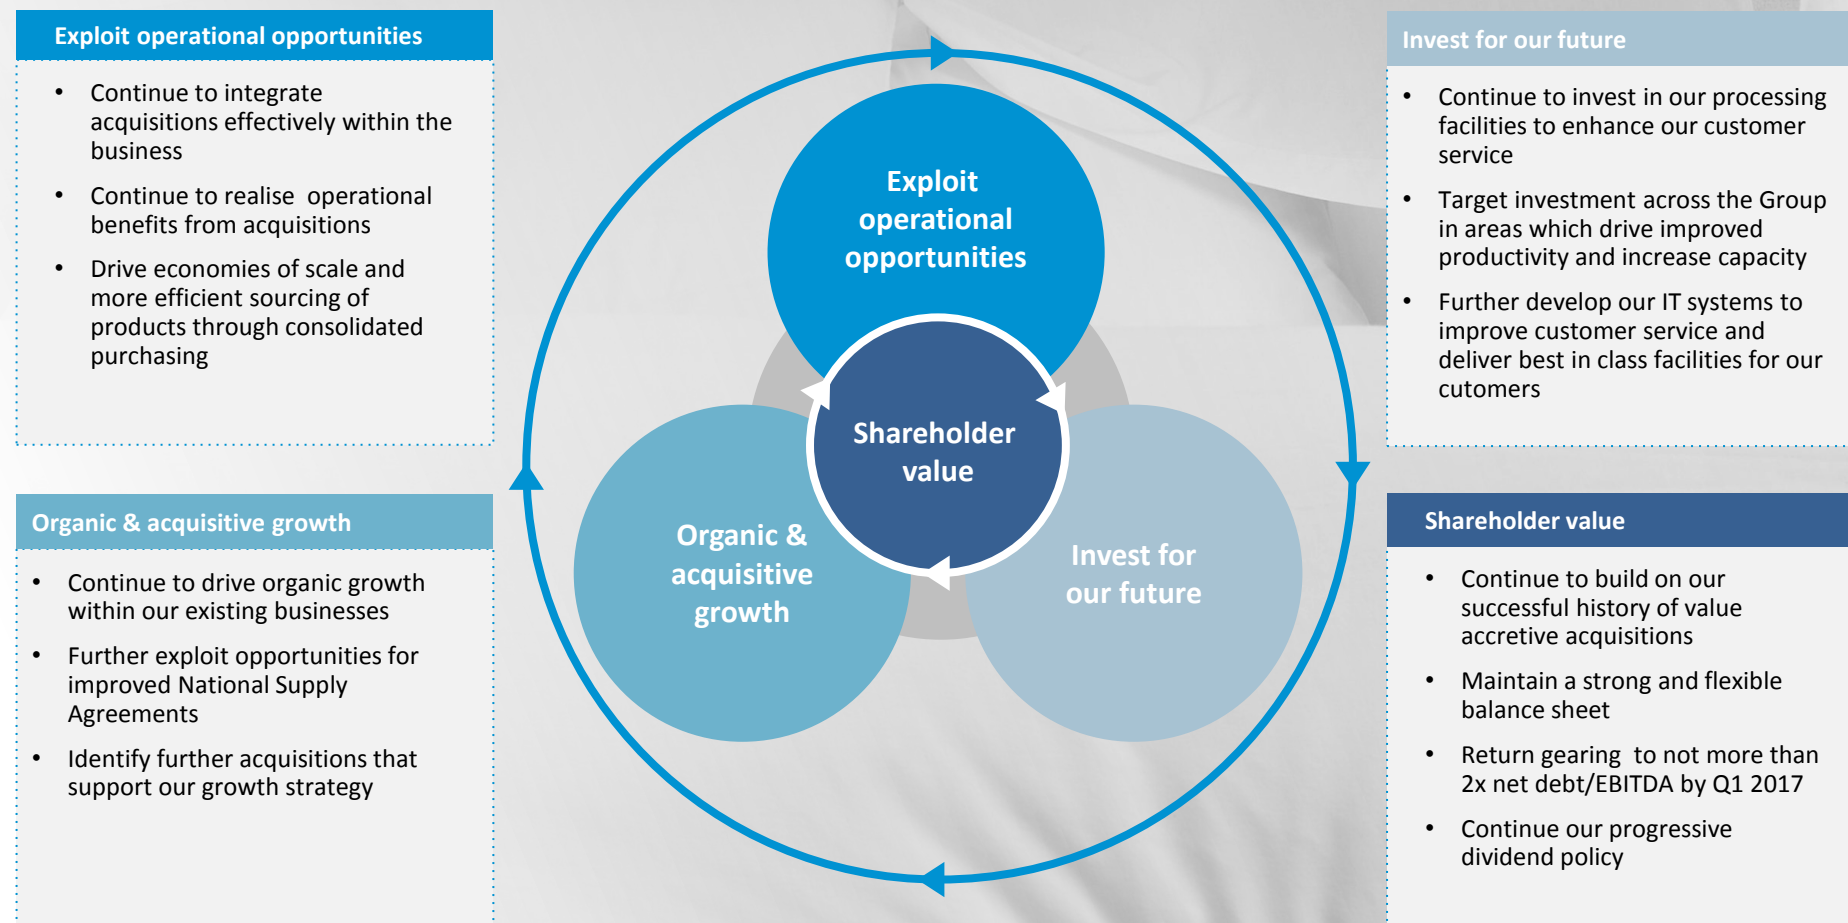 Exploit operational opportunities
• Continue to integrate
acquisitions effectively within the
business
• Continue to realise  operational
benefits from acquisitions
• Drive economies of scale and
more efficient sourcing of
products through consolidated
purchasing
Organic & acquisitive growth
• Continue to drive organic growth
within our existing businesses
• Further exploit opportunities for
improved National Supply
Agreements
• Identify further acquisitions that
support our growth strategy
Exploit
operational
opportunities
Shareholder
value
Organic &
acquisitive
growth
Invest for
our future
Invest for our future
• Continue to invest in our processing
facilities to enhance our customer
service
• Target investment across the Group
in areas which drive improved
productivity and increase capacity
• Further develop our IT systems to
improve customer service and
deliver best in class facilities for our
cutomers
Shareholder value
• Continue to build on our
successful history of value
accretive acquisitions
• Maintain a strong and flexible
balance sheet
• Return gearing  to not more than
2x net debt/EBITDA by Q1 2017
• Continue our progressive
dividend policy